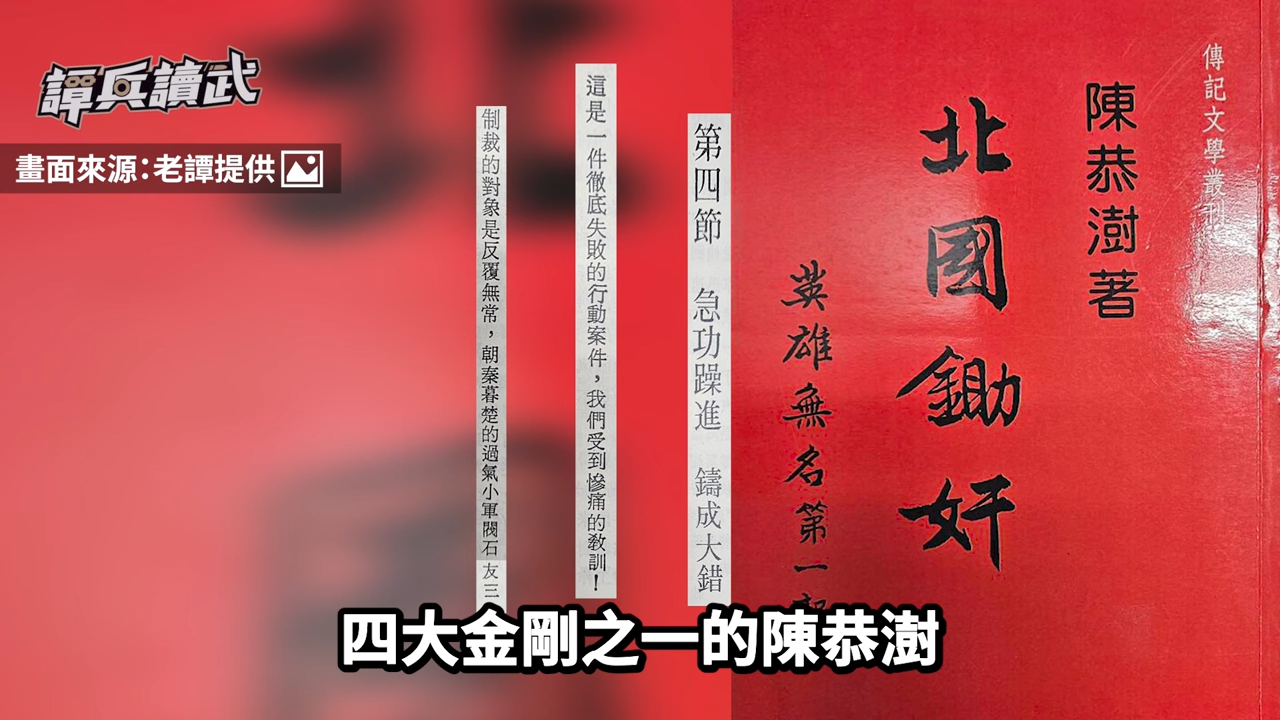 譚兵讀武
畫面來源：老譚提供
傳記文學叢刊
陳恭澍著
北國鋤奸
英雄無名第一部
第四節 急功躁進 鑄成大錯
這是一件徹底失敗的行動案件，我們受到慘痛的教訓！
制裁的對象是反覆無常，朝秦暮楚的過氣小軍閥石友三
四大金剛之一的陳恭澍